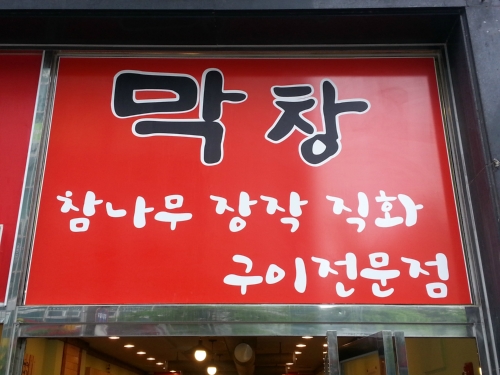 막창
참나무 장작 직화
구이전문점